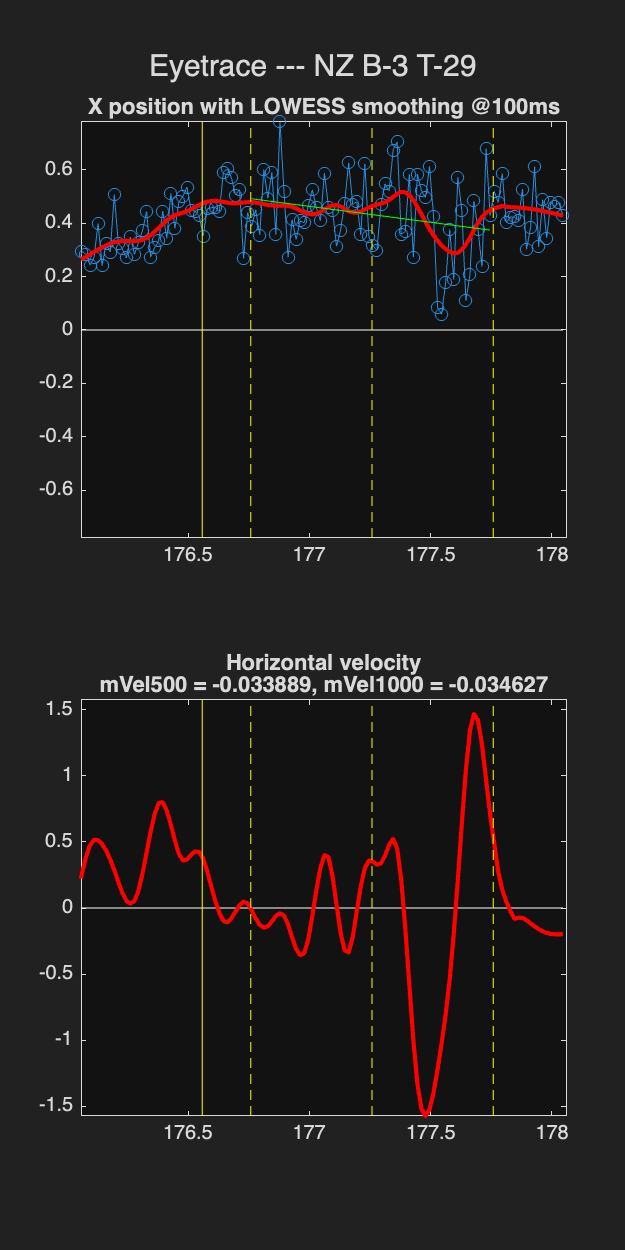 Eyetrace --- NZ B-3 T-29
X position with LOWESS smoothing @100ms
0.6
0.4
0.2
0
-0.2
-0.4
-0.6
176.5 177 177.5 178
Horizontal velocity
mVel500 = -0.033889, mVel1000 = -0.034627
1.5
1
0.5
0
-0.5
-1
-1.5
176.5 177 177.5 178